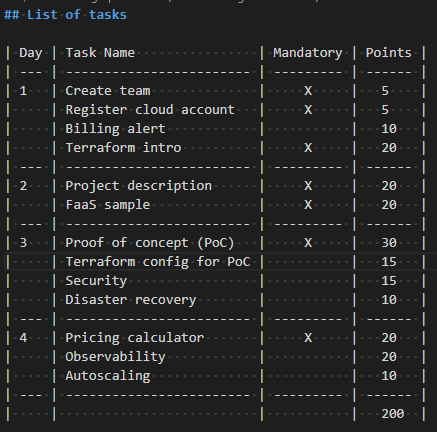 ## List of tasks
| Day | Task Name | Mandatory | Points |
| --- | ------------------------ | --------- | ------ |
| 1 | Create team | X | 5 |
| | Register cloud account | X | 5 |
| | Billing alert | | 10 |
| | Terraform intro | X | 20 |
| --- | ------------------------ | --------- | ------ |
| 2 | Project description | X | 20 |
| | FaaS sample | X | 20 |
| --- | ------------------------ | --------- | ------ |
| 3 | Proof of concept (PoC) | X | 30 |
| | Terraform config for PoC | | 15 |
| | Security | | 15 |
| | Disaster recovery | | 10 |
| --- | ------------------------ | --------- | ------ |
| 4 | Pricing calculator | X | 20 |
| | Observability | | 20 |
| | Autoscaling | | 10 |
| --- | ------------------------ | --------- | ------ |
| | | | 200 |